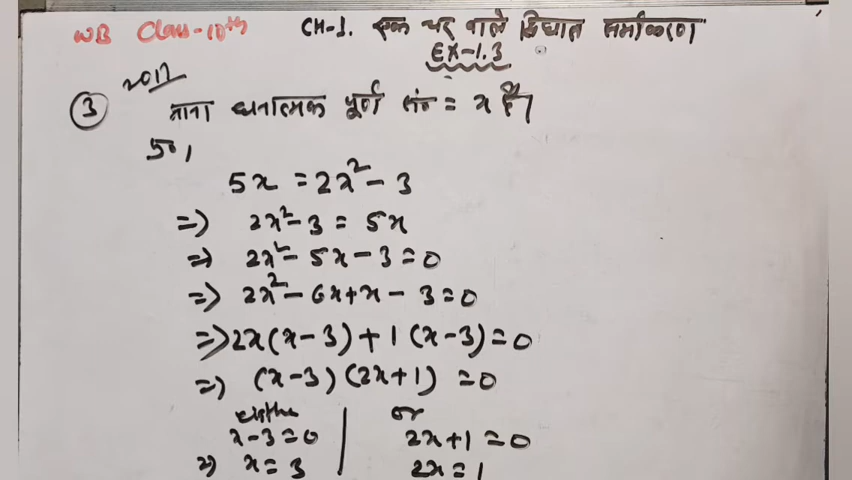 WB Class-10th CH-1. एक चर वाले द्विघात समीकरण
EX-1.3
2017
③ माना धनात्मक पूर्ण सं॰ = x है।
so,
5x = 2x² - 3
=> 2x² - 3 = 5x
=> 2x² - 5x - 3 = 0
=> 2x² - 6x + x - 3 = 0
=> 2x(x-3) + 1(x-3) = 0
=> (x-3)(2x+1) = 0
or
x-3 = 0 2x+1 = 0
=> x = 3 2x = 1